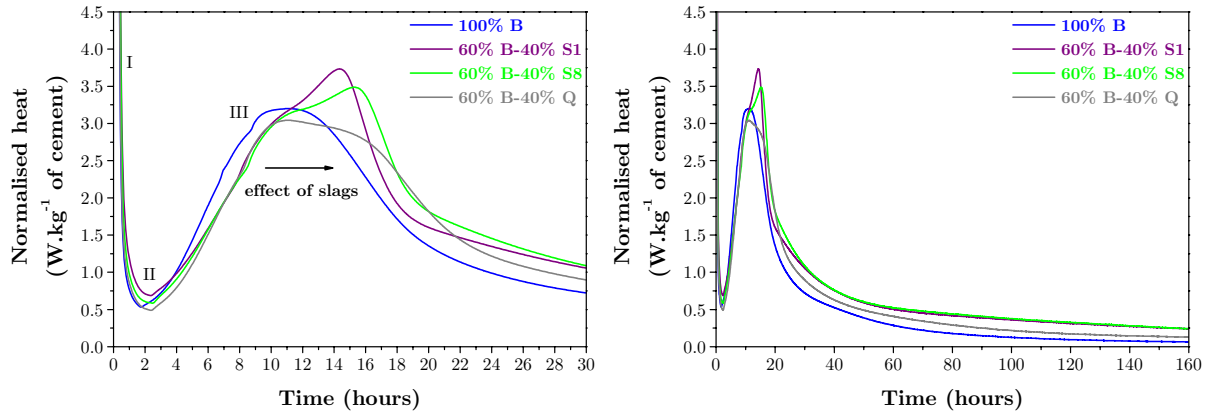 4.5
4.0
3.5
3.0
2.5
2.0
1.5
1.0
0.5
0.0
Normalised heat
(W.kg⁻¹ of cement)
I
II
III
100% B
60% B-40% S1
60% B-40% S8
60% B-40% Q
effect of slags
0 2 4 6 8 10 12 14 16 18 20 22 24 26 28 30
Time (hours)
4.5
4.0
3.5
3.0
2.5
2.0
1.5
1.0
0.5
0.0
Normalised heat
(W.kg⁻¹ of cement)
100% B
60% B-40% S1
60% B-40% S8
60% B-40% Q
0 20 40 60 80 100 120 140 160
Time (hours)